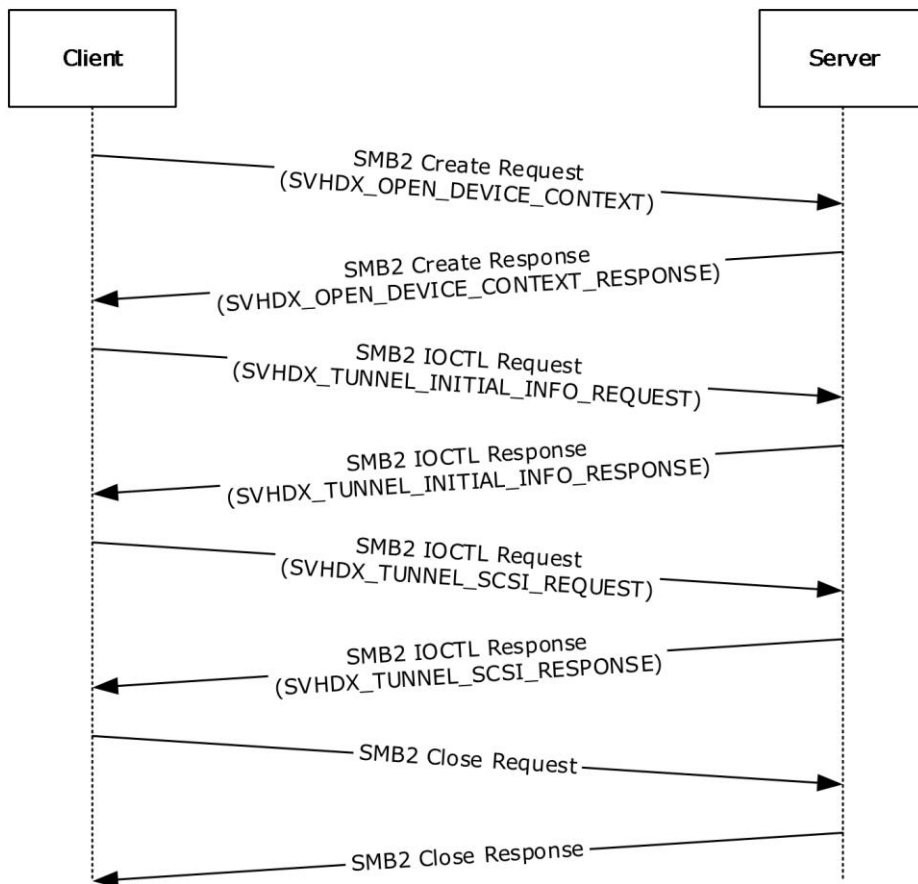 Client
Server
SMB2 Create Request
(SVHDX_OPEN_DEVICE_CONTEXT)
SMB2 Create Response
(SVHDX_OPEN_DEVICE_CONTEXT_RESPONSE)
SMB2 IOCTL Request
(SVHDX_TUNNEL_INITIAL_INFO_REQUEST)
SMB2 IOCTL Response
(SVHDX_TUNNEL_INITIAL_INFO_RESPONSE)
SMB2 IOCTL Request
(SVHDX_TUNNEL_SCSI_REQUEST)
SMB2 IOCTL Response
(SVHDX_TUNNEL_SCSI_RESPONSE)
SMB2 Close Request
SMB2 Close Response